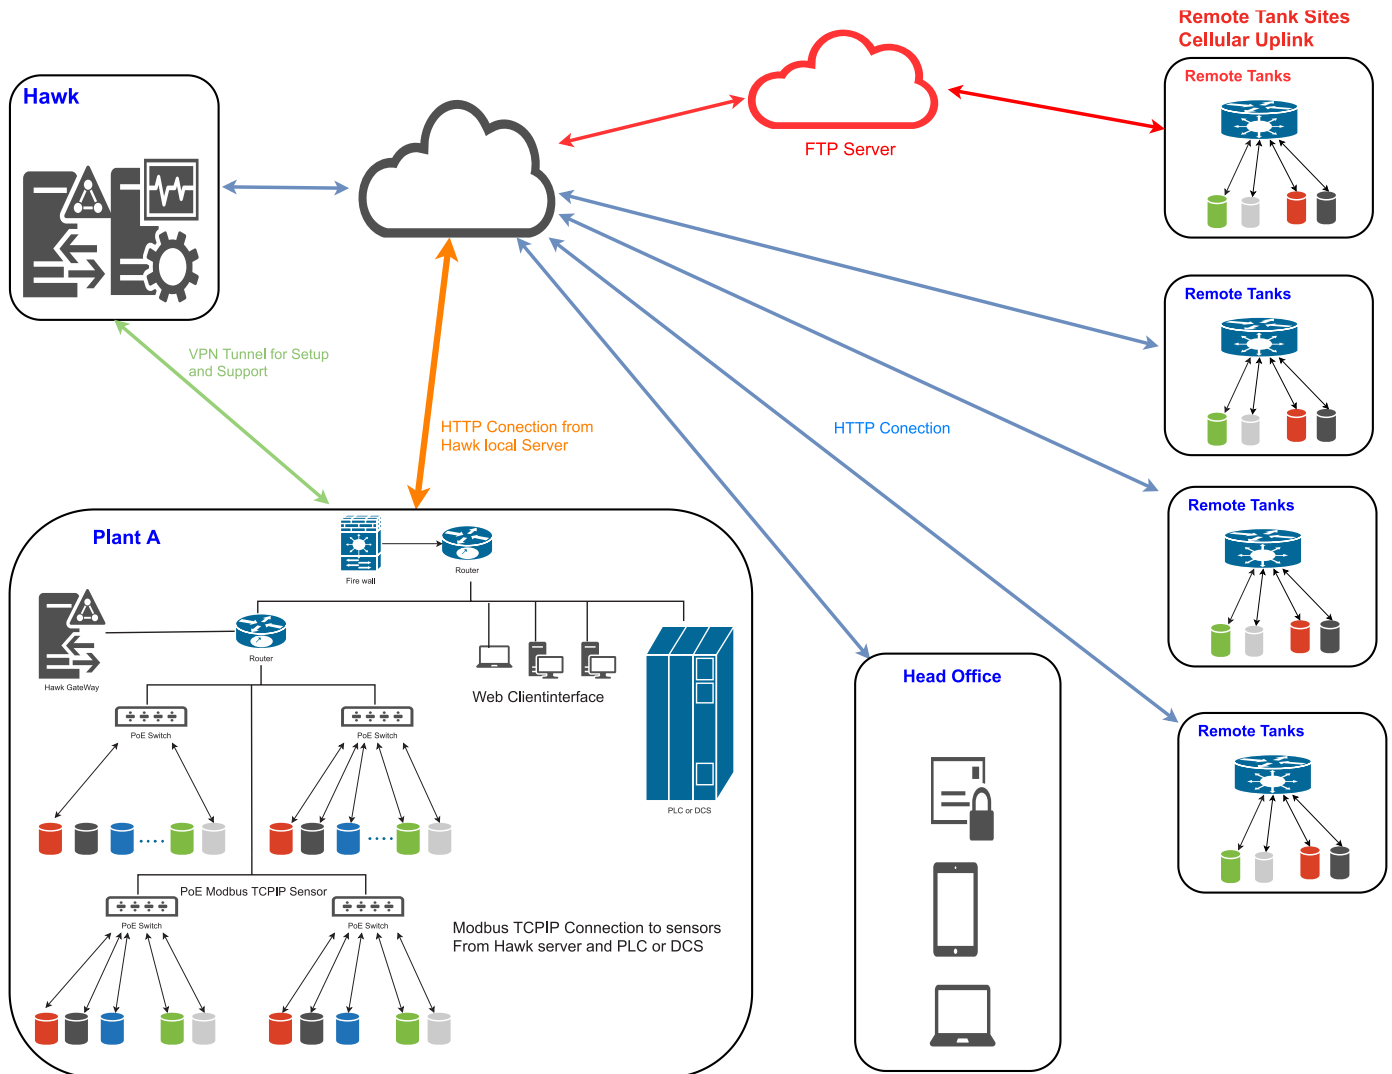 Remote Tank Sites
Cellular Uplink
Remote Tanks
Hawk
FTP Server
Remote Tanks
VPN Tunnel for Setup
and Support
HTTP Conection from
Hawk local Server
HTTP Conection
Remote Tanks
Plant A
Fire wall
Router
Router
Hawk GateWay
Web Clientinterface
Head Office
Remote Tanks
PoE Switch
PoE Switch
PLC or DCS
PoE Modbus TCPIP Sensor
PoE Switch
PoE Switch
Modbus TCPIP Connection to sensors
From Hawk server and PLC or DCS